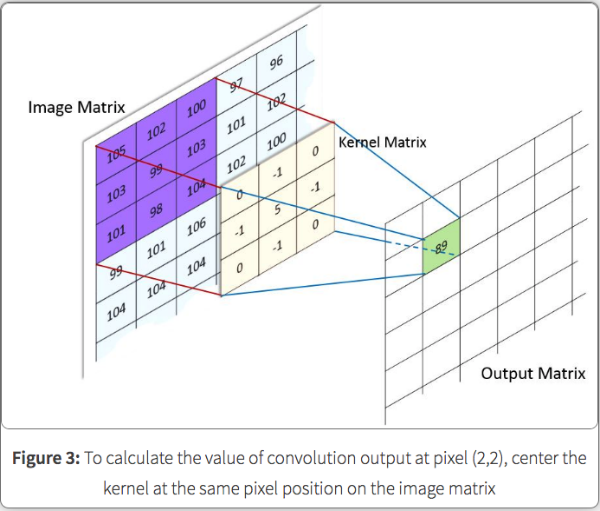 Image Matrix
105 102 100 97 96
103 99 103 101 102
101 98 104 102 100
99 101 106
104 104 104
Kernel Matrix
0 -1 0
-1 5 -1
0 -1 0
89
Output Matrix
Figure 3: To calculate the value of convolution output at pixel (2,2), center the
kernel at the same pixel position on the image matrix